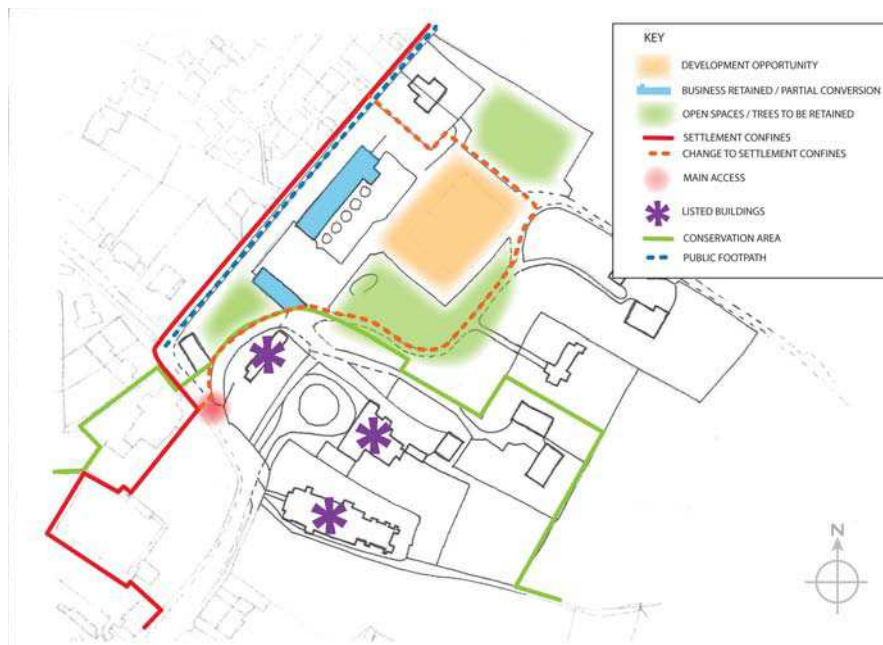 KEY
DEVELOPMENT OPPORTUNITY
BUSINESS RETAINED / PARTIAL CONVERSION
OPEN SPACES / TREES TO BE RETAINED
SETTLEMENT CONFINES
CHANGE TO SETTLEMENT CONFINES
MAIN ACCESS
LISTED BUILDINGS
CONSERVATION AREA
PUBLIC FOOTPATH
N